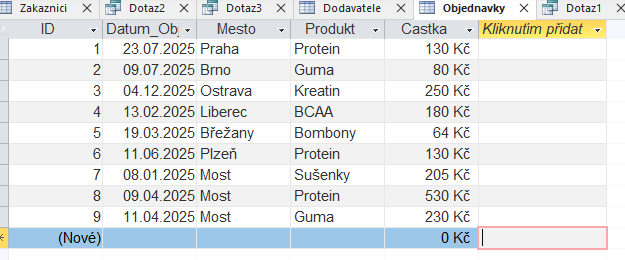 Zakaznici Dotaz2 Dotaz3 Dodavatele Objednavky Dotaz1
ID Datum_Obj Mesto Produkt Castka Kliknutím přidat
1 23.07.2025 Praha Protein 130 Kč
2 09.07.2025 Brno Guma 80 Kč
3 04.12.2025 Ostrava Kreatin 250 Kč
4 13.02.2025 Liberec BCAA 180 Kč
5 19.03.2025 Břežany Bombony 64 Kč
6 11.06.2025 Plzeň Protein 130 Kč
7 08.01.2025 Most Sušenky 205 Kč
8 09.04.2025 Most Protein 530 Kč
9 11.04.2025 Most Guma 230 Kč
(Nové) 0 Kč